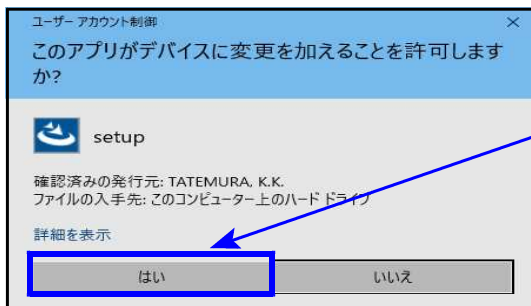 ユーザー アカウント制御
このアプリがデバイスに変更を加えることを許可します
か?
setup
確認済みの発行元: TATEMURA, K.K.
ファイルの入手先: このコンピューター上のハード ドライブ
詳細を表示
はい
いいえ